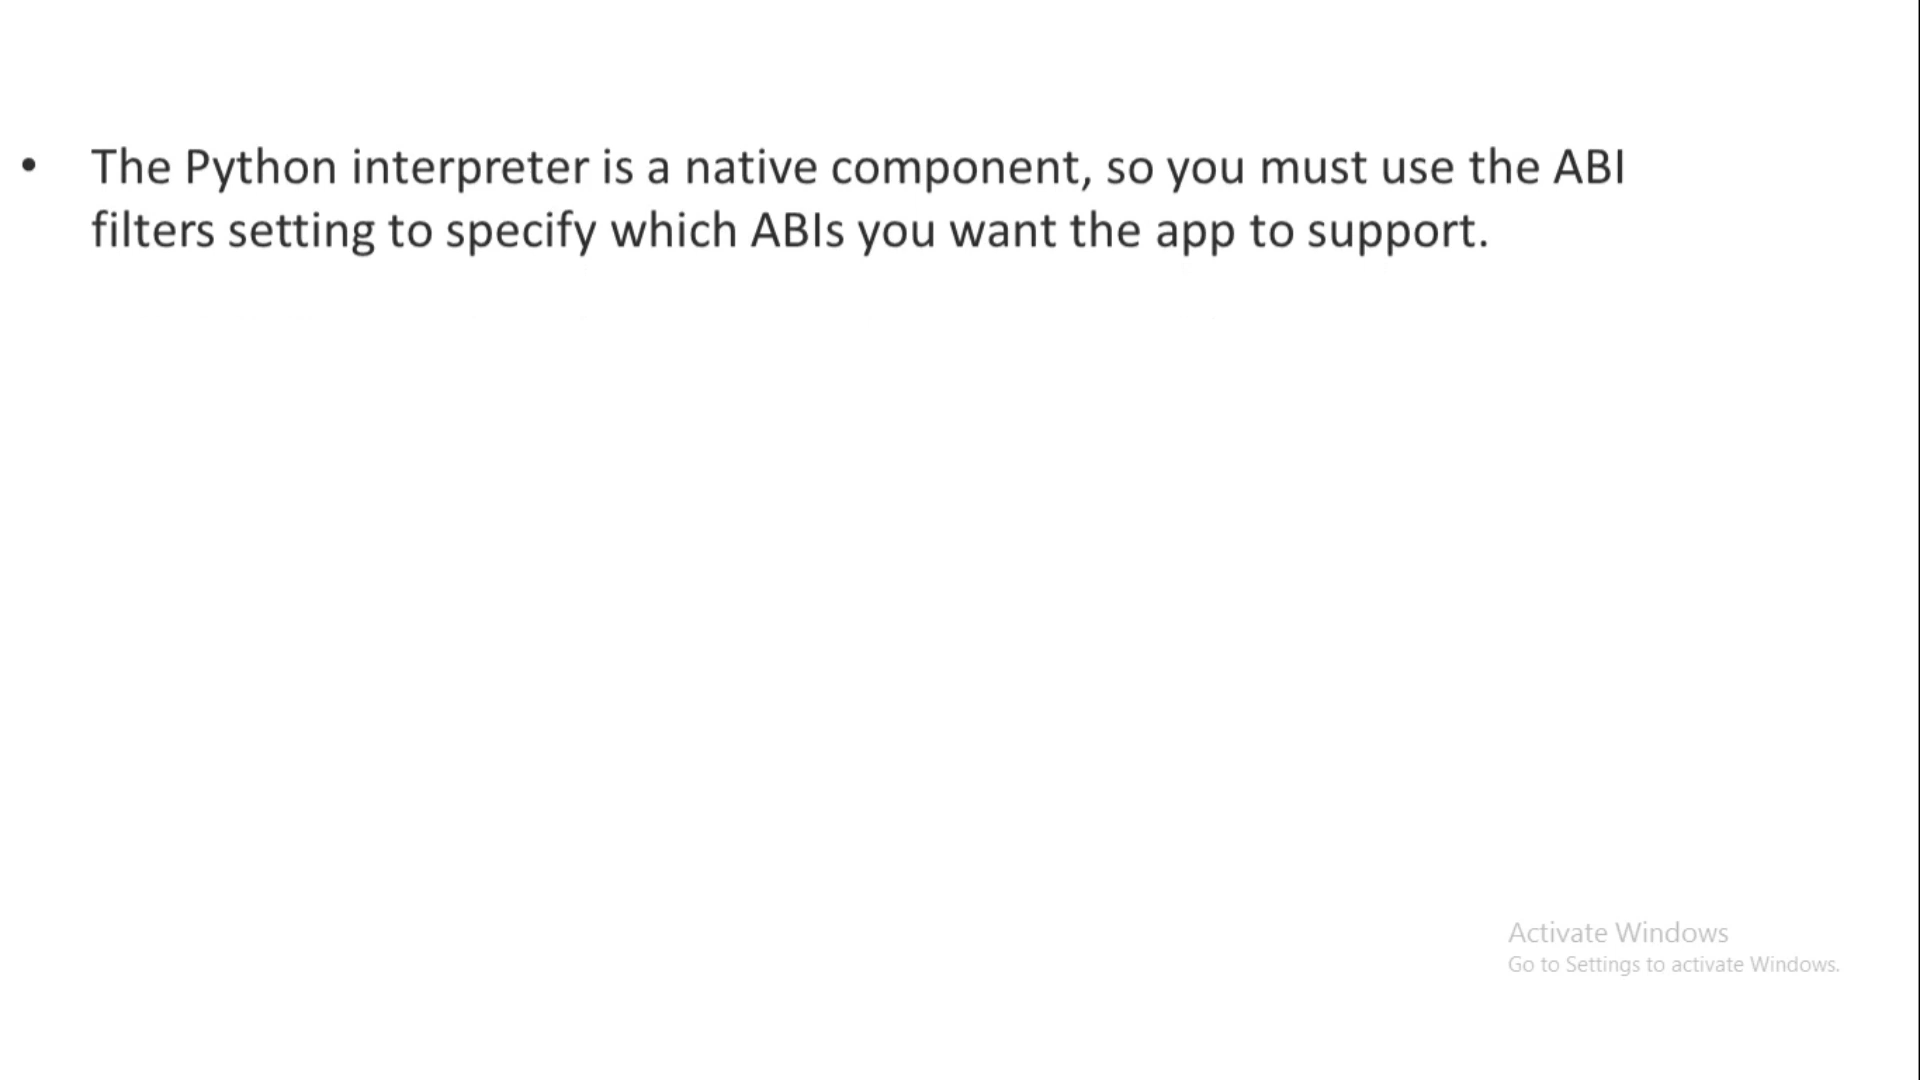 • The Python interpreter is a native component, so you must use the ABI
filters setting to specify which ABIs you want the app to support.
Activate Windows
Go to Settings to activate Windows.